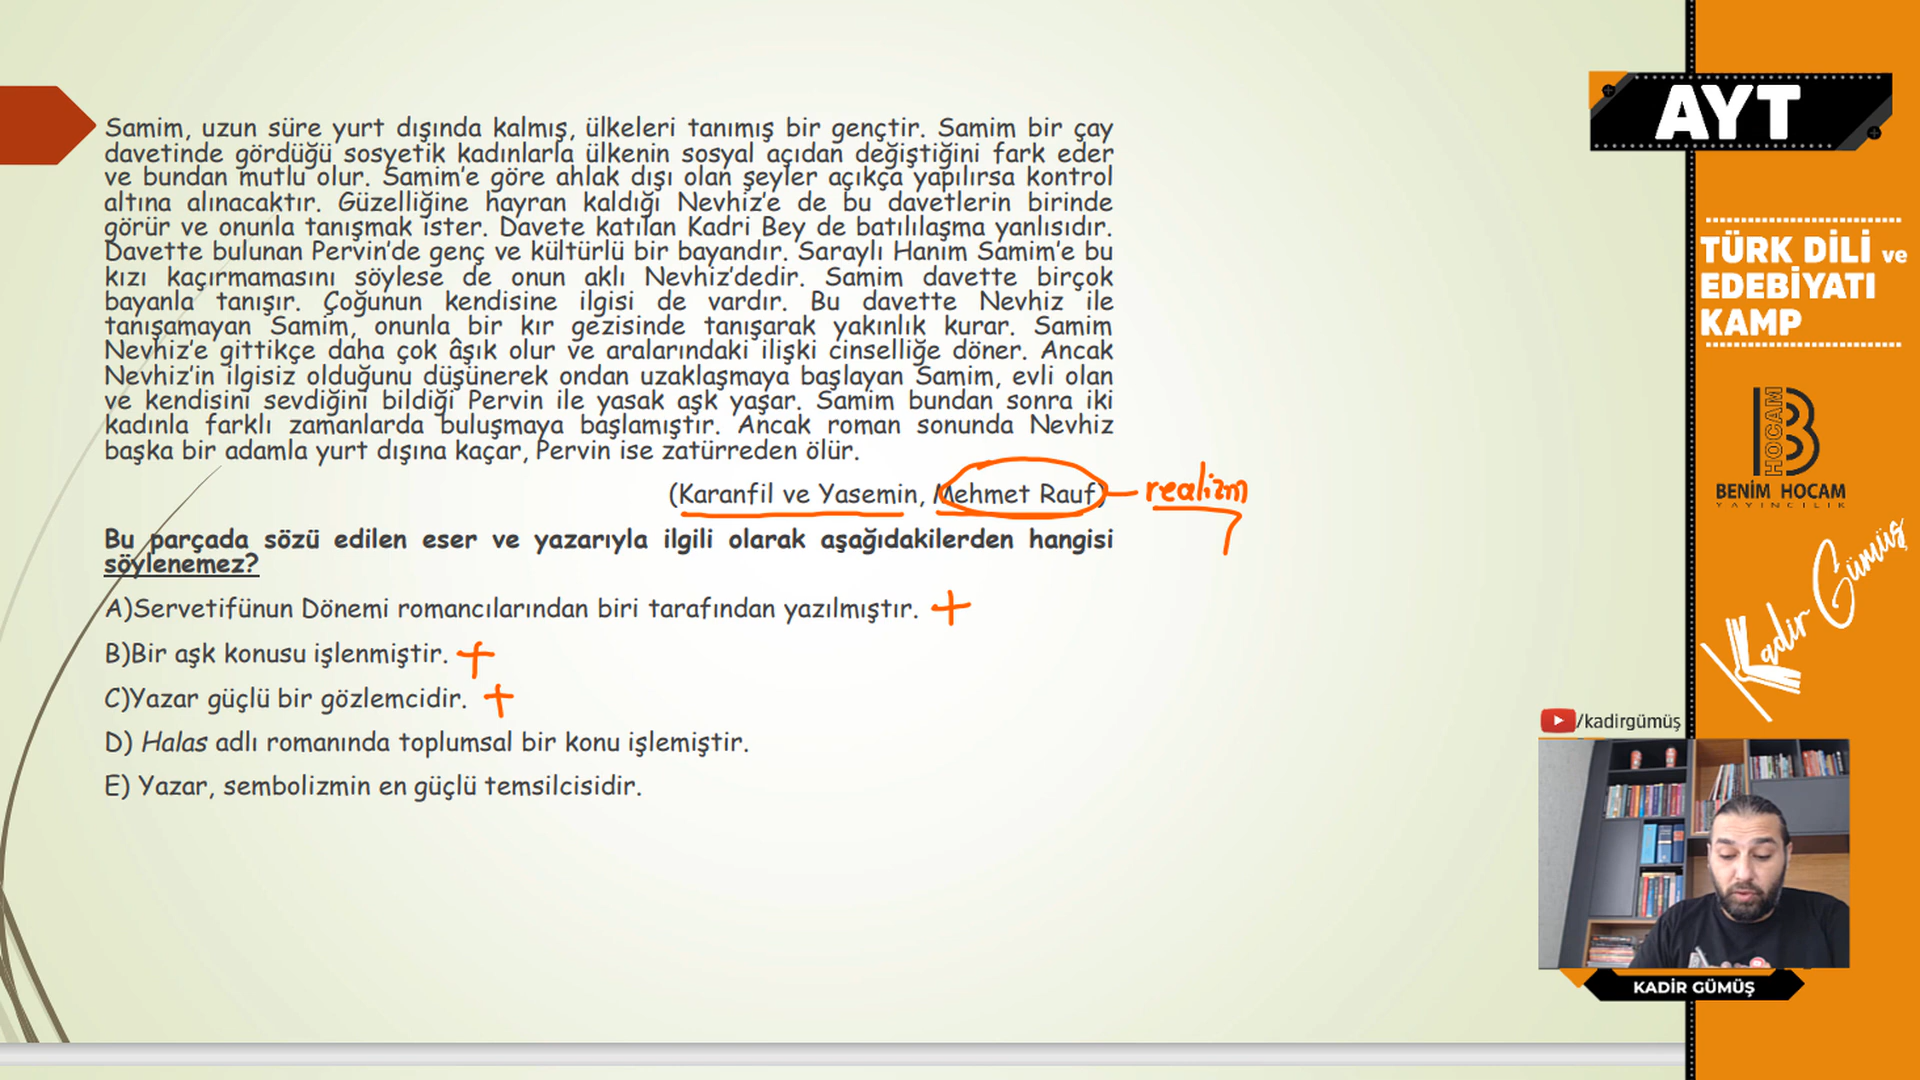 Samim, uzun süre yurt dışında kalmış, ülkeleri tanımış bir gençtir. Samim bir çay
davetinde gördüğü sosyetik kadınlarla ülkenin sosyal açıdan değiştiğini fark eder
ve bundan mutlu olur. Samim'e göre ahlak dışı olan şeyler açıkça yapılırsa kontrol
altına alınacaktır. Güzelliğine hayran kaldığı Nevhiz'e de bu davetlerin birinde
görür ve onunla tanışmak ister. Davete katılan Kadri Bey de batılılaşma yanlısıdır.
Davette bulunan Pervin'de genç ve kültürlü bir bayandır. Saraylı Hanım Samim'e bu
kızı kaçırmamasını söylese de onun aklı Nevhiz'dedir. Samim davette birçok
bayanla tanışır. Çoğunun kendisine ilgisi de vardır. Bu davette Nevhiz ile
tanışamayan Samim, onunla bir kır gezisinde tanışarak yakınlık kurar. Samim
Nevhiz'e gittikçe daha çok âşık olur ve aralarındaki ilişki cinselliğe döner. Ancak
Nevhiz'in ilgisiz olduğunu düşünerek ondan uzaklaşmaya başlayan Samim, evli olan
ve kendisini sevdiğini bildiği Pervin ile yasak aşk yaşar. Samim bundan sonra iki
kadınla farklı zamanlarda buluşmaya başlamıştır. Ancak roman sonunda Nevhiz
başka bir adamla yurt dışına kaçar, Pervin ise zatürreden ölür.
(Karanfil ve Yasemin, Mehmet Rauf) realizm
Bu parçada sözü edilen eser ve yazarıyla ilgili olarak aşağıdakilerden hangisi
söylenemez?
A)Servetifünun Dönemi romancılarından biri tarafından yazılmıştır. +
B)Bir aşk konusu işlenmiştir. +
C)Yazar güçlü bir gözlemcidir. +
D) Halas adlı romanında toplumsal bir konu işlemiştir.
E) Yazar, sembolizmin en güçlü temsilcisidir.
AYT
TÜRK DİLİ ve
EDEBİYATI
KAMP
HOCAM
BENİM HOCAM
YAYINCILIK
Kadir Gümüş
/kadirgümüş
KADİR GÜMÜŞ